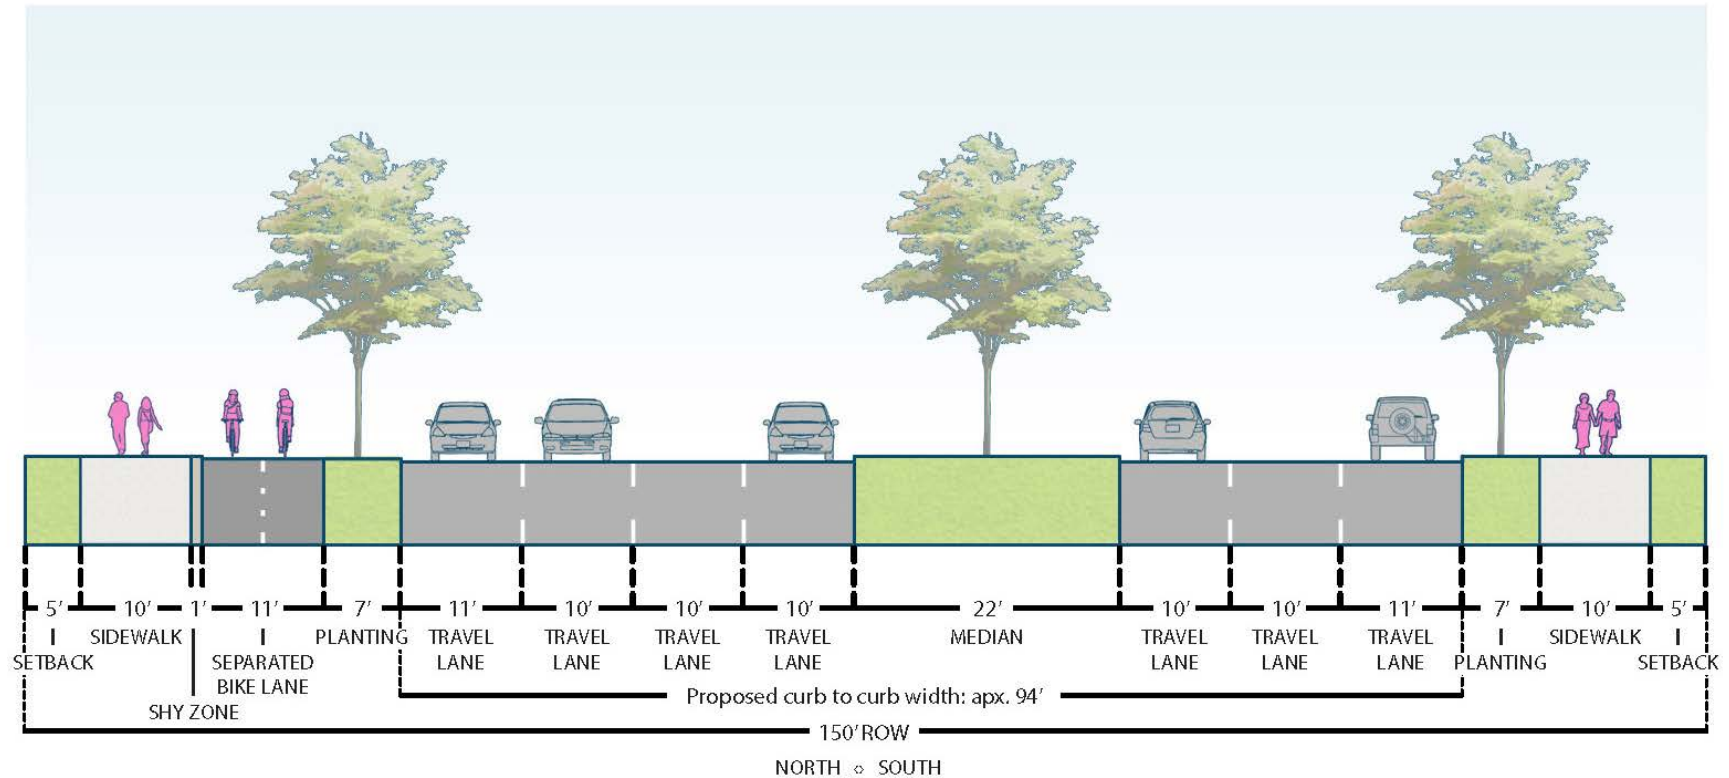 5' 10' 1' 11' 7' 11' 10' 10' 10' 22' 10' 10' 11' 7' 10' 5'
SETBACK
SIDEWALK
SHY ZONE
SEPARATED
BIKE LANE
PLANTING
TRAVEL
LANE
TRAVEL
LANE
TRAVEL
LANE
TRAVEL
LANE
MEDIAN
TRAVEL
LANE
TRAVEL
LANE
TRAVEL
LANE
PLANTING
SIDEWALK
SETBACK
Proposed curb to curb width: apx. 94'
150' ROW
NORTH ◇ SOUTH